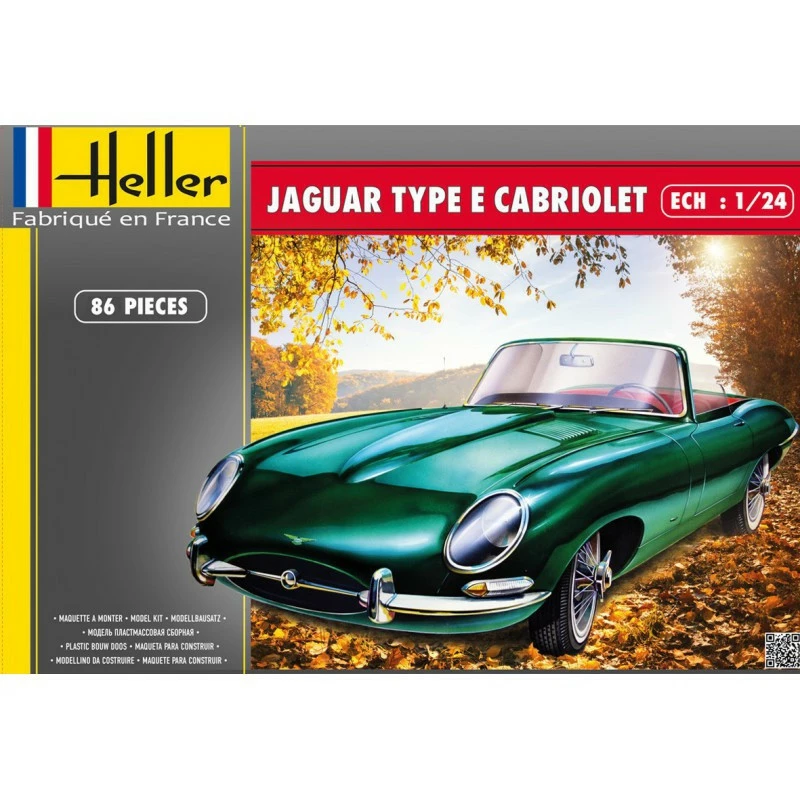 Heller
Fabriqué en France
JAGUAR TYPE E CABRIOLET
ECH : 1/24
86 PIECES
• MAQUETTE A MONTER • MODEL KIT • MODELLBAUSATZ •
• МОДЕЛЬ ПЛАСТМАССОВАЯ СБОРНАЯ •
• PLASTIC BOUW DOOS • MAQUETA PARA CONSTRUIR •
• MODELLINO DA COSTRUIRE • MAQUETE PARA CONSTRUIR •